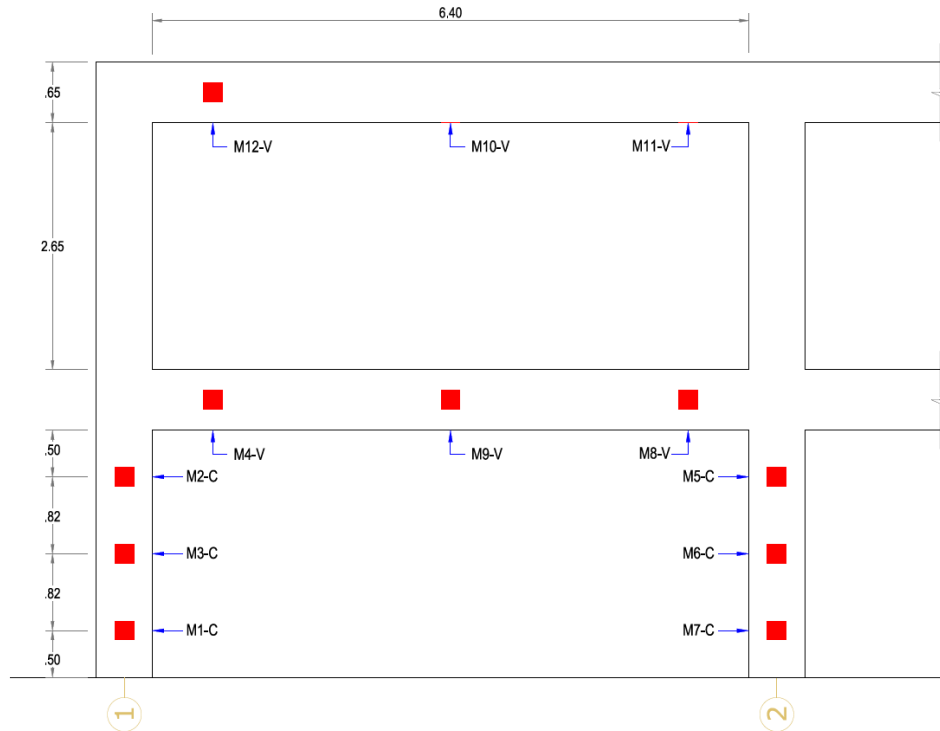 6.40
.65
M12-V
M10-V
M11-V
2.65
.50
M4-V
M9-V
M8-V
M2-C
M5-C
.82
M3-C
M6-C
.82
M1-C
M7-C
.50
1
2